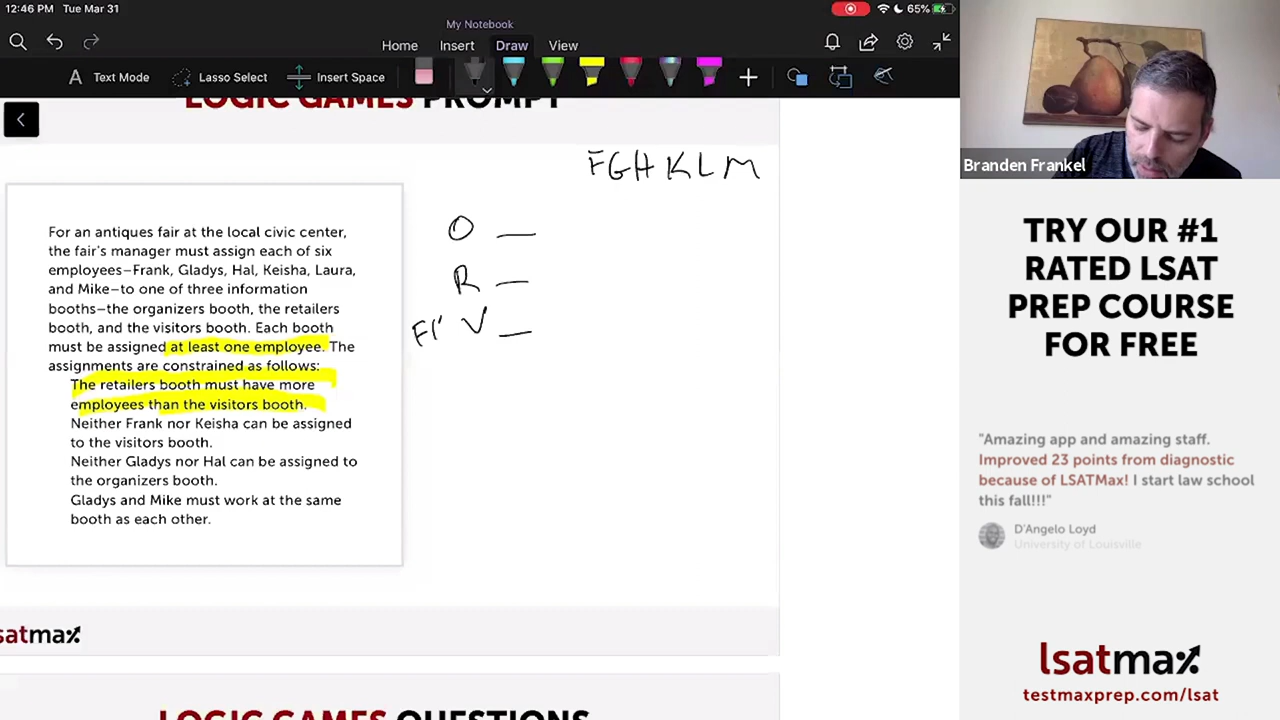 12:46 PM Tue Mar 31
65%
My Notebook
Home Insert Draw View
Text Mode Lasso Select Insert Space
LOGIC GAMES PROMPT
F G H K L M
For an antiques fair at the local civic center,
the fair's manager must assign each of six
employees—Frank, Gladys, Hal, Keisha, Laura,
and Mike—to one of three information
booths—the organizers booth, the retailers
booth, and the visitors booth. Each booth
must be assigned at least one employee. The
assignments are constrained as follows:
The retailers booth must have more
employees than the visitors booth.
Neither Frank nor Keisha can be assigned
to the visitors booth.
Neither Gladys nor Hal can be assigned to
the organizers booth.
Gladys and Mike must work at the same
booth as each other.
O
R
V
lsatmax
LOGIC GAMES QUESTIONS
Branden Frankel
TRY OUR #1
RATED LSAT
PREP COURSE
FOR FREE
"Amazing app and amazing staff.
Improved 23 points from diagnostic
because of LSATMax! I start law school
this fall!!!"
D'Angelo Loyd
University of Louisville
lsatmax
testmaxprep.com/lsat